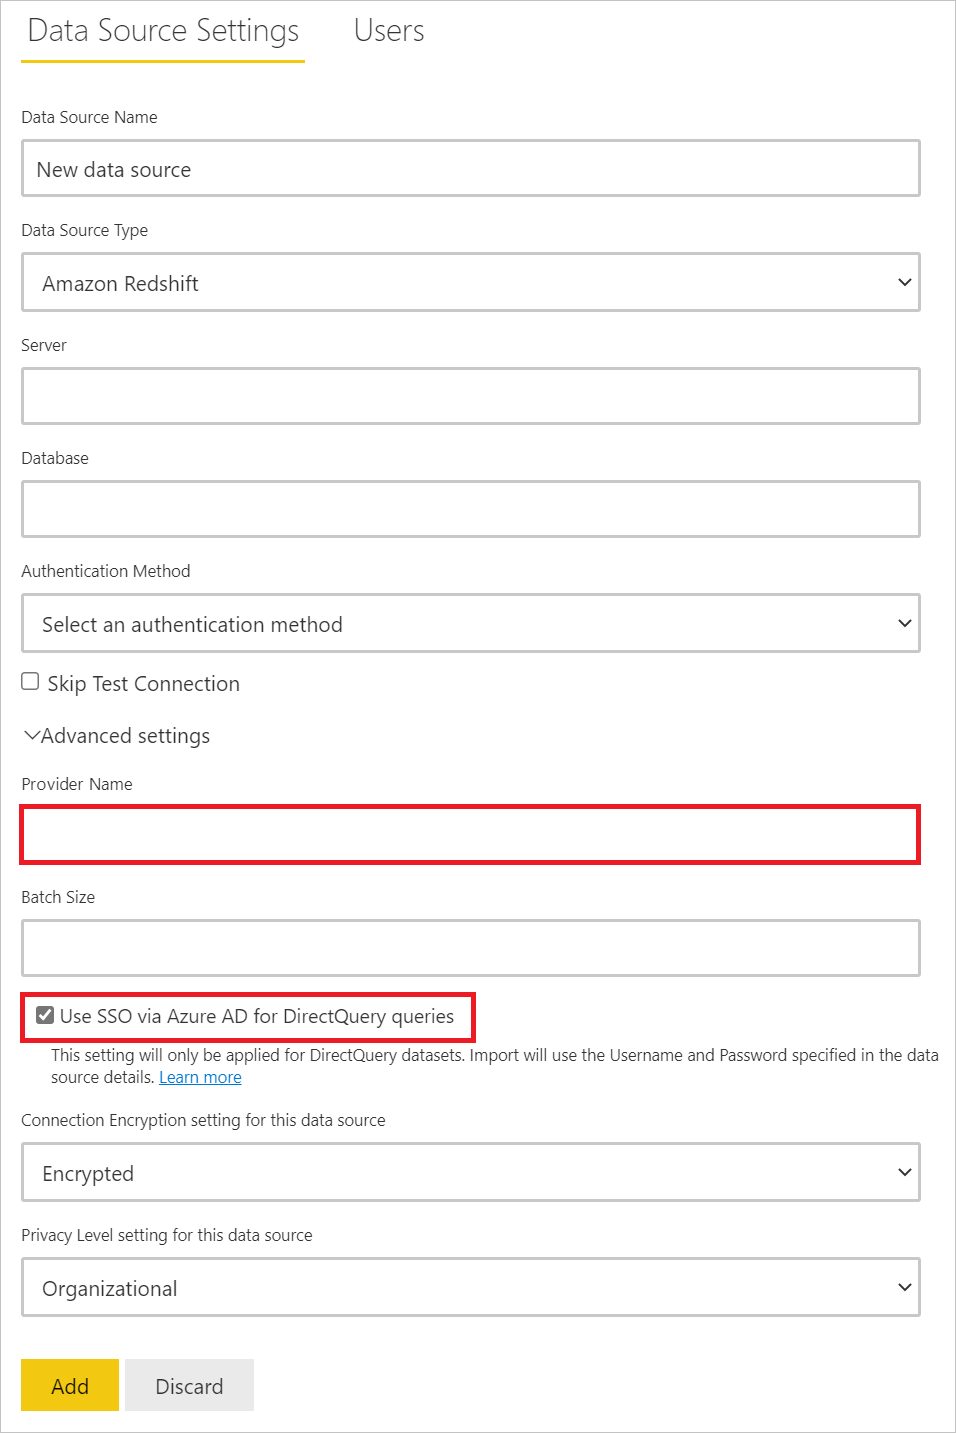 Data Source Settings Users
Data Source Name
New data source
Data Source Type
Amazon Redshift
Server
Database
Authentication Method
Select an authentication method
Skip Test Connection
Advanced settings
Provider Name
Batch Size
Use SSO via Azure AD for DirectQuery queries
This setting will only be applied for DirectQuery datasets. Import will use the Username and Password specified in the data
source details. Learn more
Connection Encryption setting for this data source
Encrypted
Privacy Level setting for this data source
Organizational
Add Discard